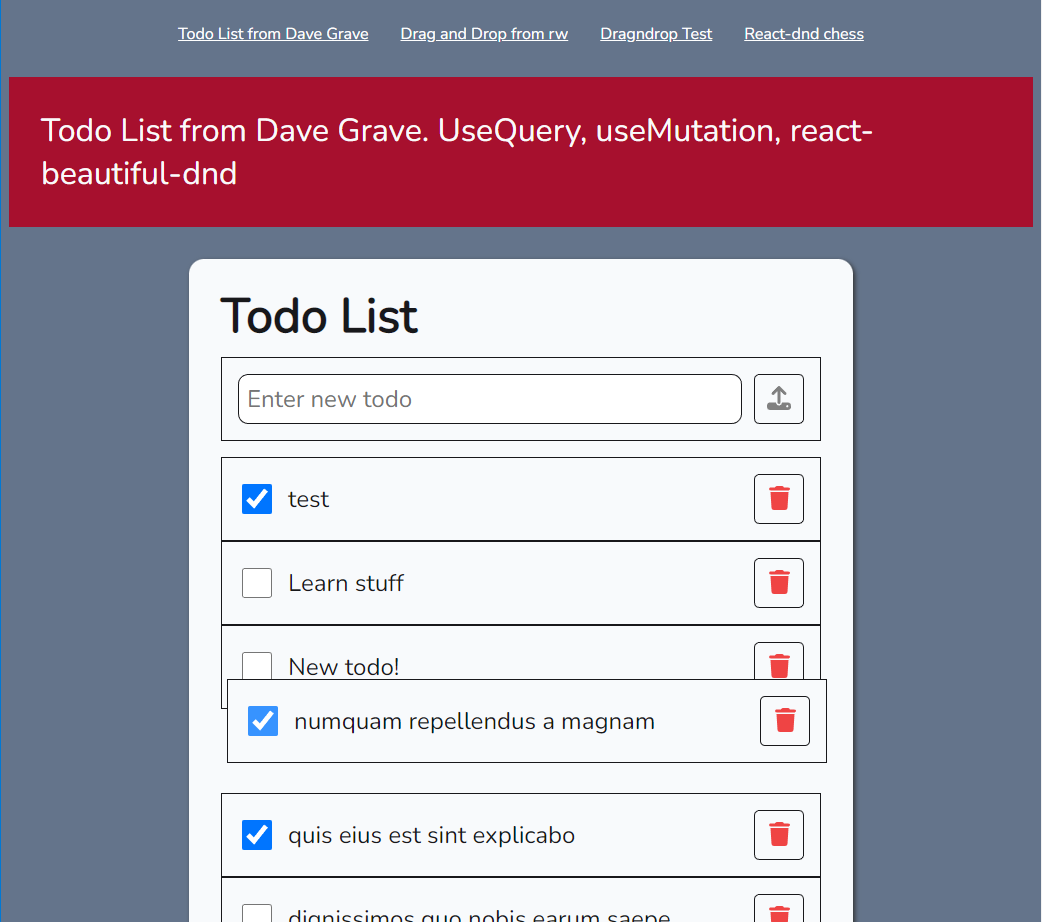 Todo List from Dave Grave Drag and Drop from rw Dragndrop Test React-dnd chess
Todo List from Dave Grave. UseQuery, useMutation, react-
beautiful-dnd
Todo List
Enter new todo
test
Learn stuff
New todo!
numquam repellendus a magnam
quis eius est sint explicabo
dignissimos quo nobis earum saepe